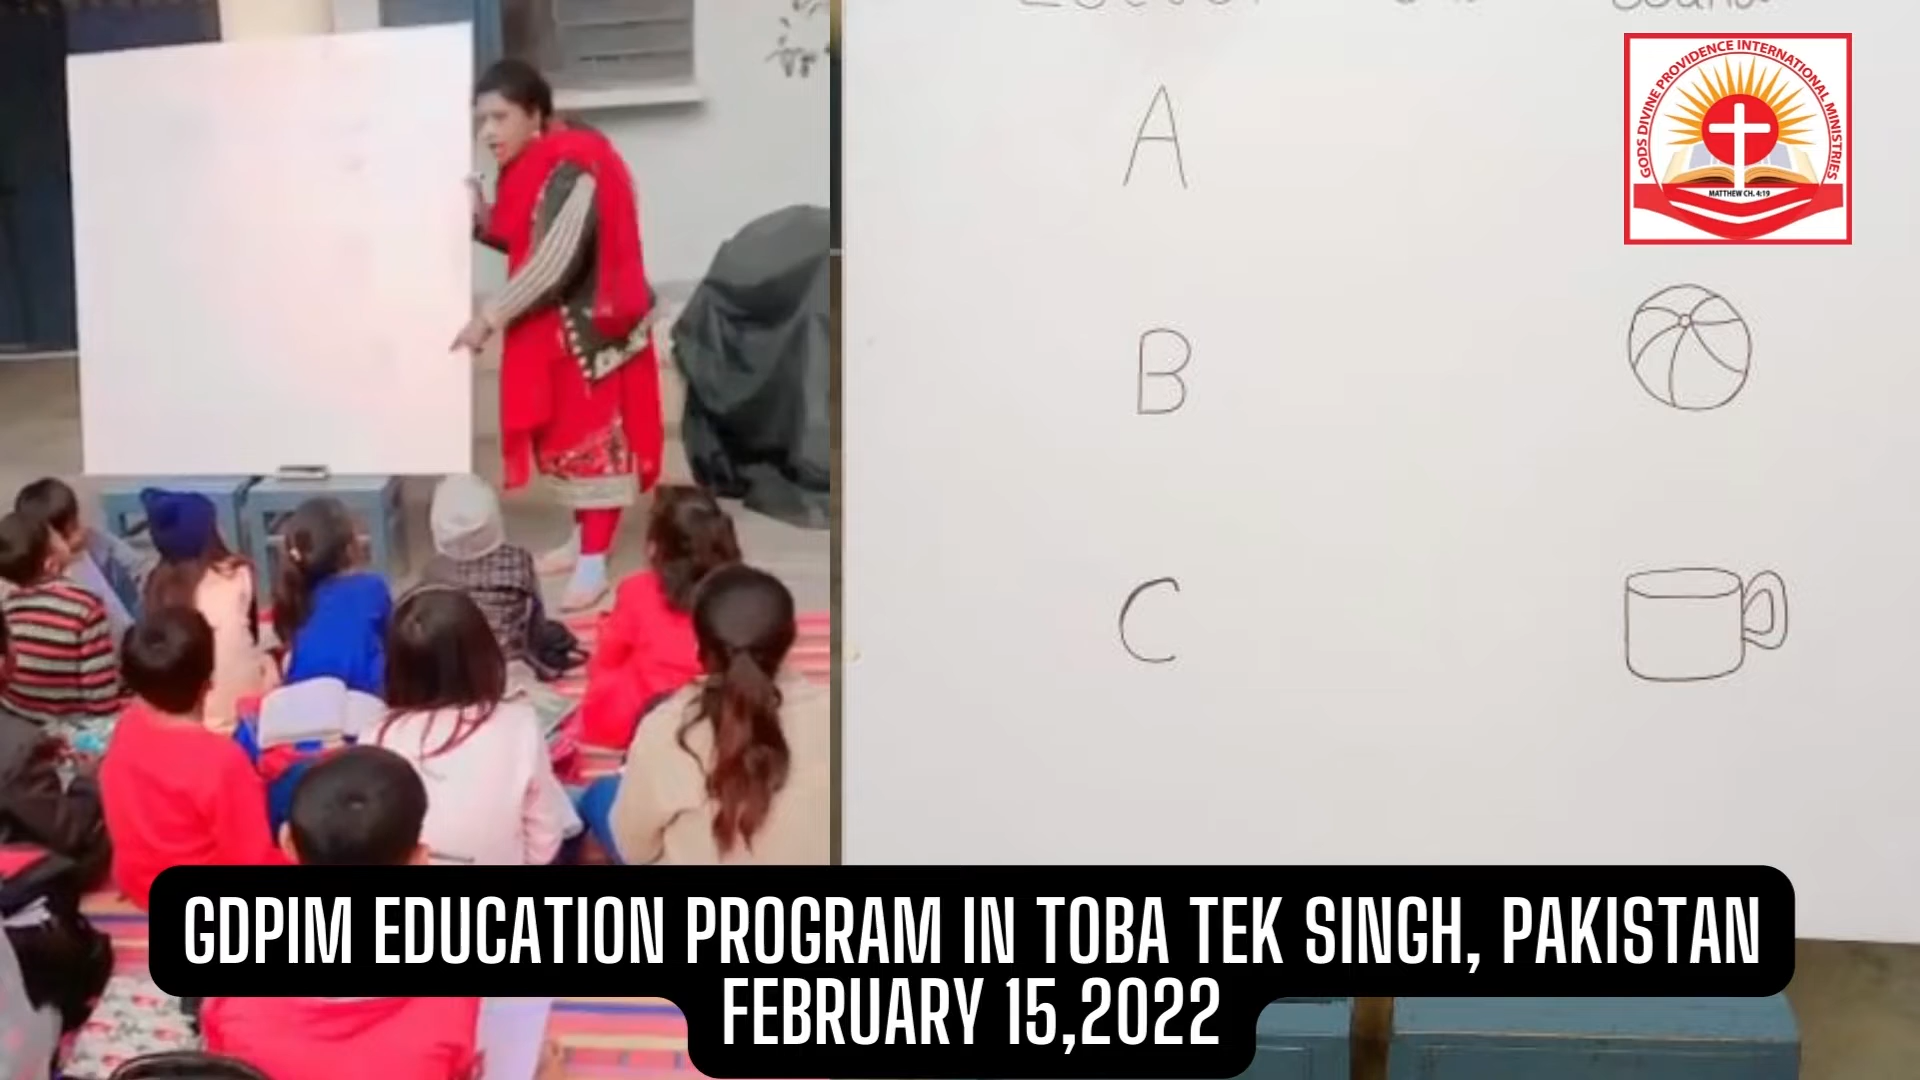 Sound
A
B
C
GODS DIVINE PROVIDENCE INTERNATIONAL MINISTRIES
MATTHEW CH. 4:19
GDPIM EDUCATION PROGRAM IN TOBA TEK SINGH, PAKISTAN
FEBRUARY 15,2022